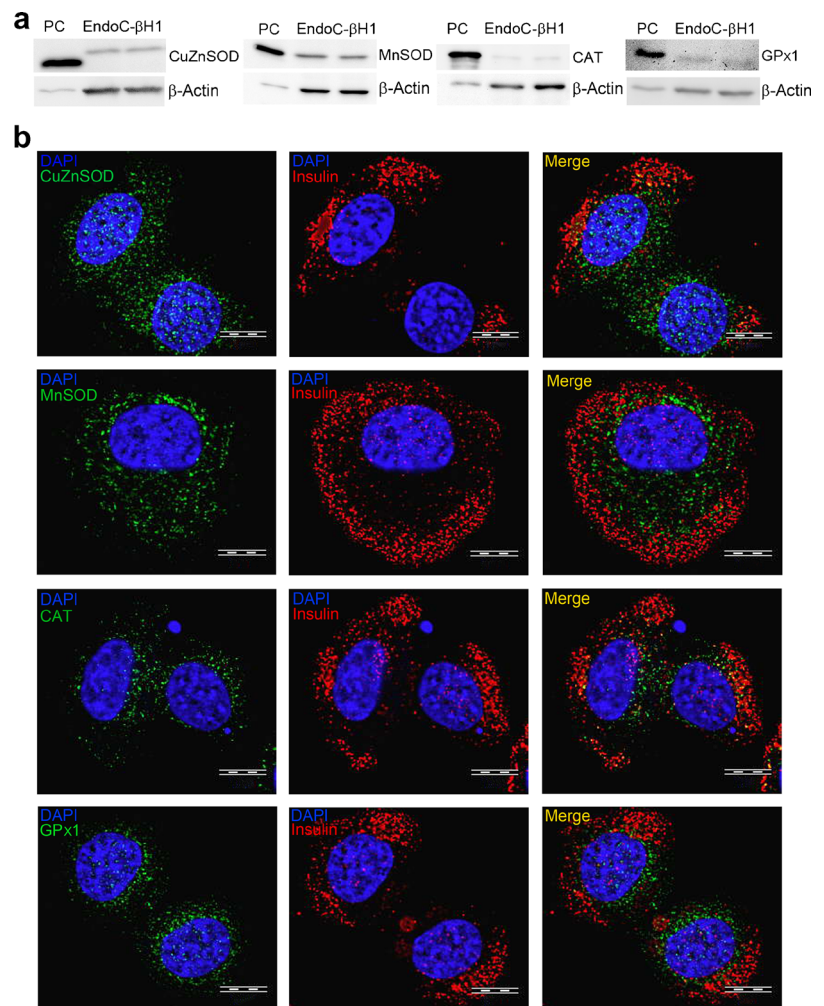 a
PC EndoC-βH1
CuZnSOD
β-Actin
PC EndoC-βH1
MnSOD
β-Actin
PC EndoC-βH1
CAT
β-Actin
PC EndoC-βH1
GPx1
β-Actin
b
DAPI
CuZnSOD
DAPI
Insulin
Merge
DAPI
MnSOD
DAPI
Insulin
Merge
DAPI
CAT
DAPI
Insulin
Merge
DAPI
GPx1
DAPI
Insulin
Merge